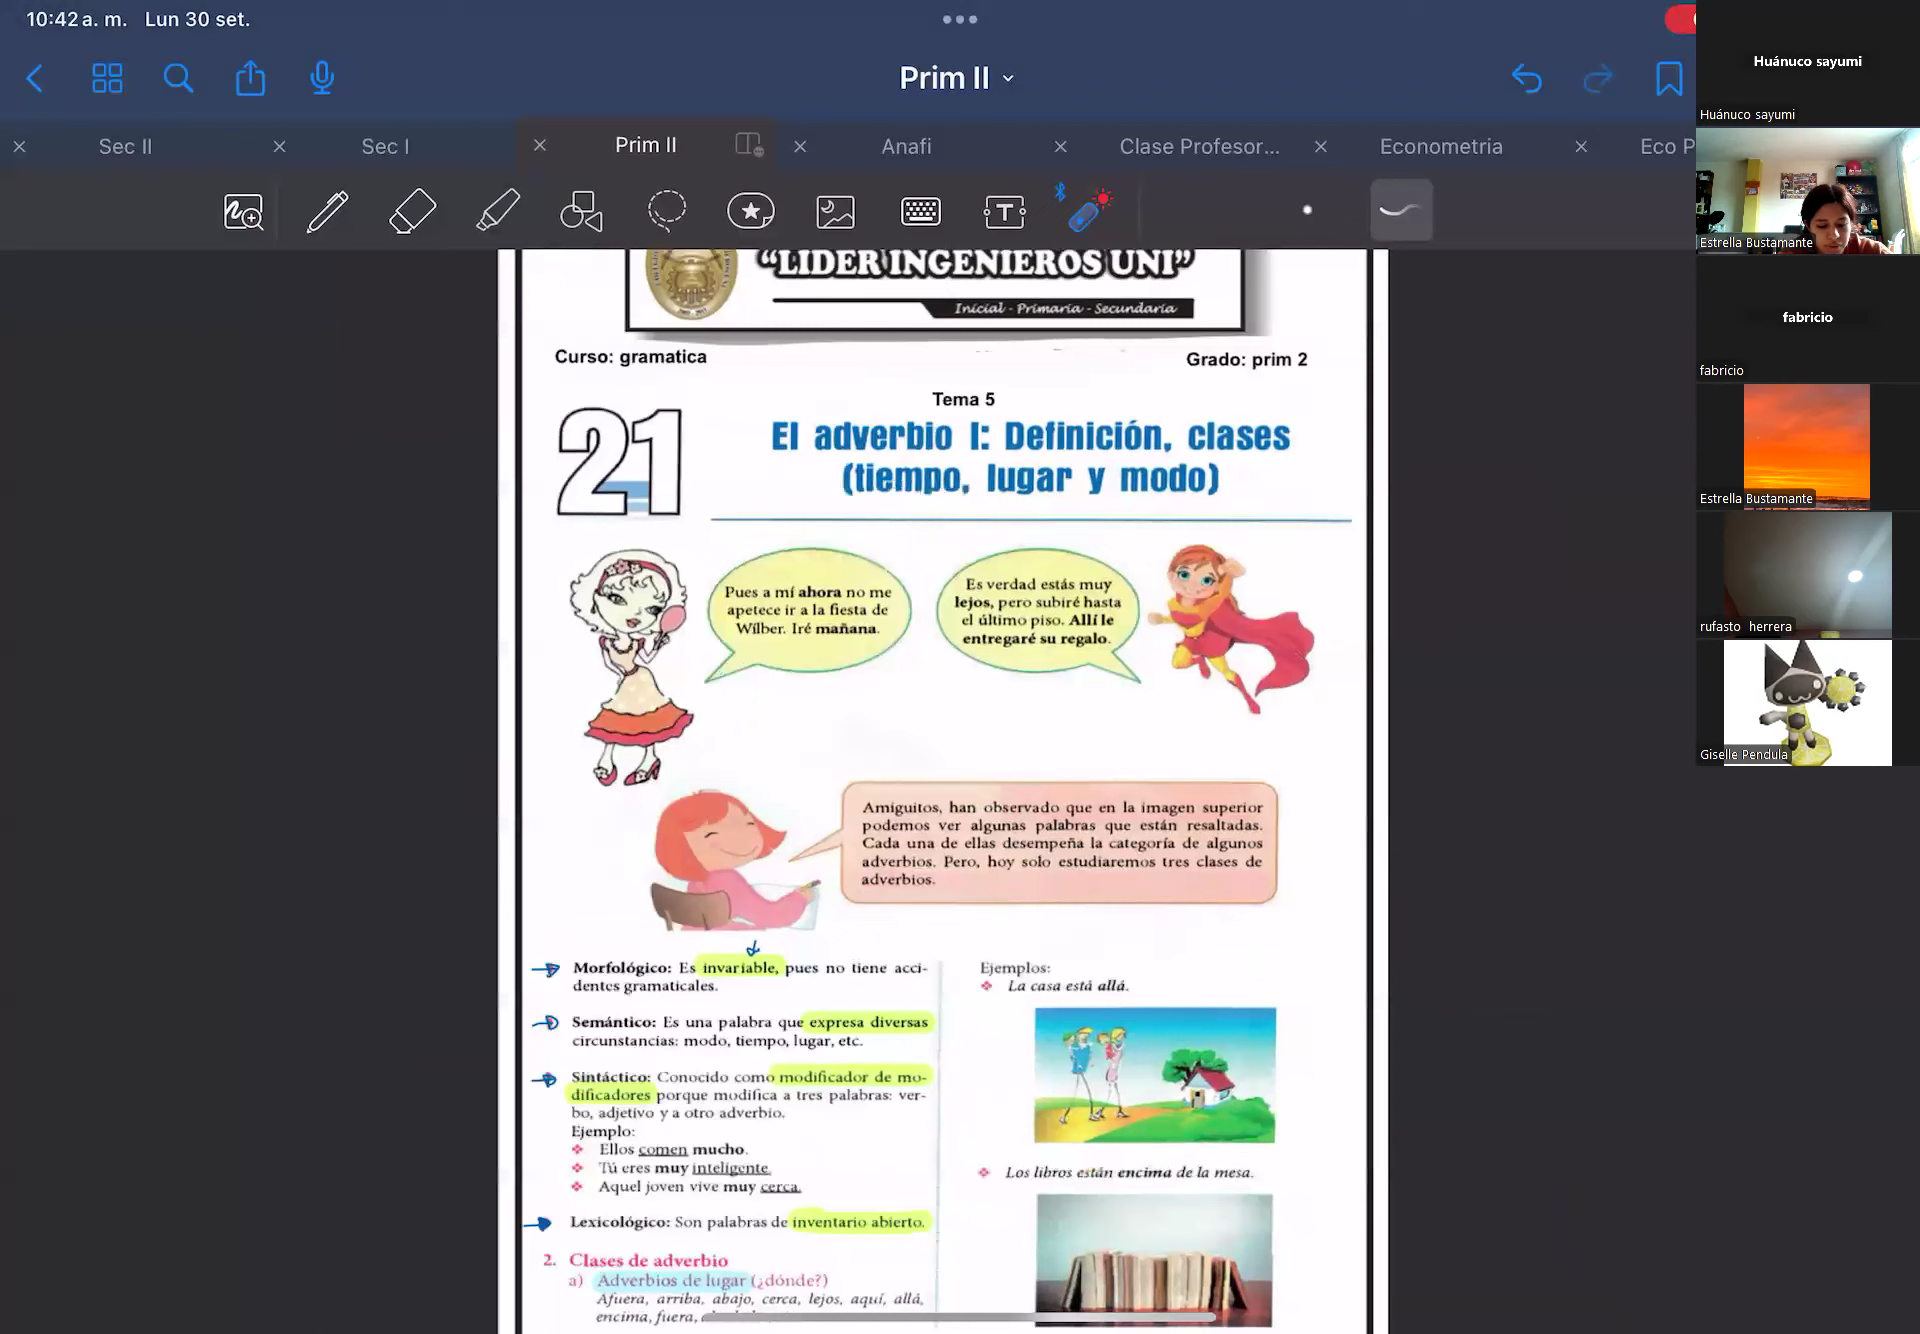 10:42 a. m. Lun 30 set.
Prim II
Sec II
Sec I
Prim II
Anafi
Clase Profesor...
Econometria
Eco P
T
"LIDER INGENIEROS UNI"
Inicial - Primaria - Secundaria
Curso: gramatica
Grado: prim 2
Tema 5
21
El adverbio I: Definición, clases
(tiempo, lugar y modo)
Pues a mí ahora no me
apetece ir a la fiesta de
Wilber. Iré mañana.
Es verdad estás muy
lejos, pero subiré hasta
el último piso. Allí le
entregaré su regalo.
Amiguitos, han observado que en la imagen superior
podemos ver algunas palabras que están resaltadas.
Cada una de ellas desempeña la categoría de algunos
adverbios. Pero, hoy solo estudiaremos tres clases de
adverbios.
Morfológico: Es invariable, pues no tiene acci-
dentes gramaticales.
Semántico: Es una palabra que expresa diversas
circunstancias: modo, tiempo, lugar, etc.
Sintáctico: Conocido como modificador de mo-
dificadores porque modifica a tres palabras: ver-
bo, adjetivo y a otro adverbio.
Ejemplo:
Ellos comen mucho.
Tú eres muy inteligente.
Aquel joven vive muy cerca.
Lexicológico: Son palabras de inventario abierto.
2. Clases de adverbio
a) Adverbios de lugar (¿dónde?)
Afuera, arriba, abajo, cerca, lejos, aquí, allá,
encima, fuera,
Ejemplos:
La casa está allá.
Los libros están encima de la mesa.
Huánuco sayumi
Huánuco sayumi
Estrella Bustamante
fabricio
fabricio
Estrella Bustamante
rufasto herrera
Giselle Pendula